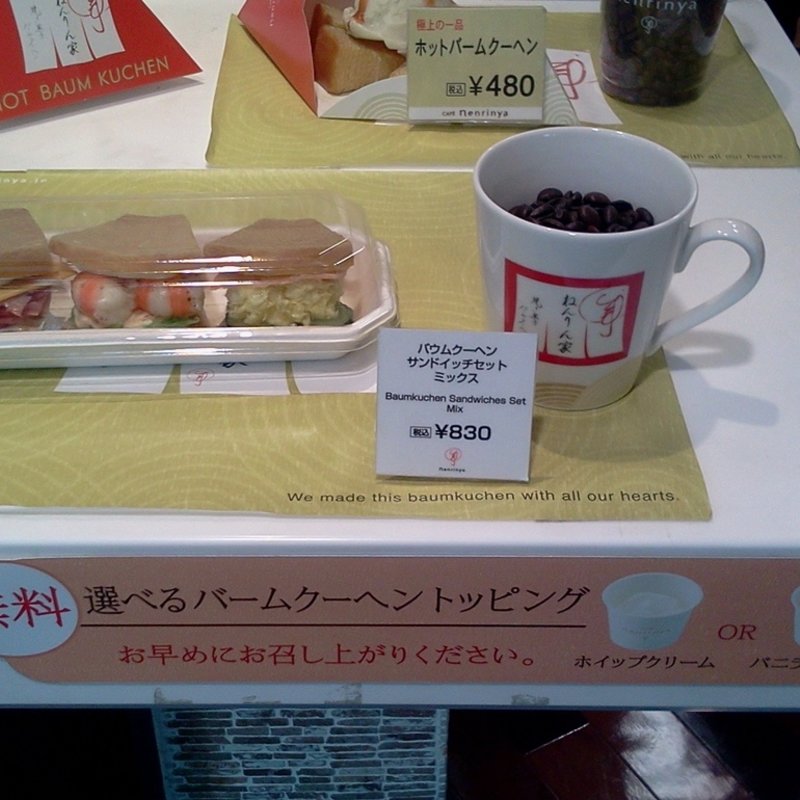 HOT BAUM KUCHEN
極上の一品
ホットバームクーヘン
税込 ¥480
CAFE nenrinya
nenrinya
with all our hearts.
ねんりん家
バウムクーヘン
サンドイッチセット
ミックス
Baumkuchen Sandwiches Set
Mix
税込 ¥830
nenrinya
We made this baumkuchen with all our hearts.
無料
選べるバームクーヘントッピング
お早めにお召し上がりください。
ホイップクリーム
OR
バニラ